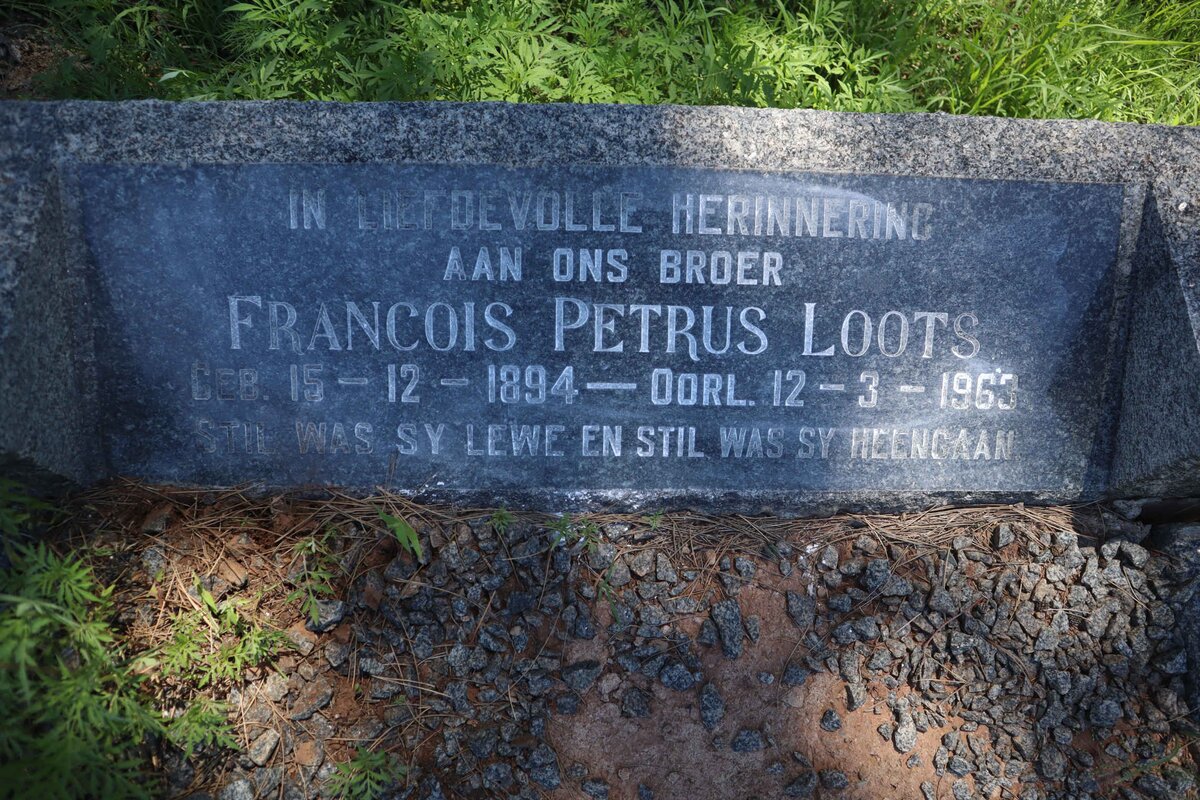 IN LIEFDEVOLLE HERINNERING
AAN ONS BROER
FRANCOIS PETRUS LOOTS
GEB. 15 – 12 – 1894 — OORL. 12 – 3 – 1963
STIL WAS SY LEWE EN STIL WAS SY HEENGAAN.